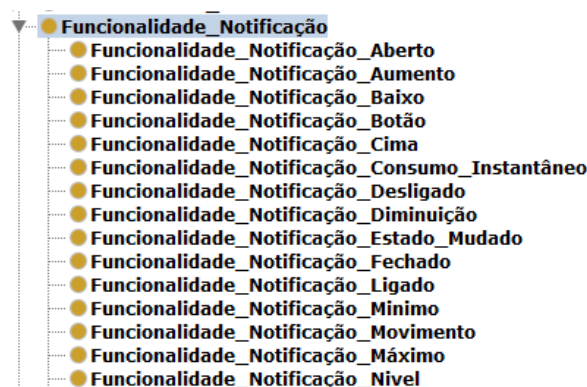 Funcionalidade_Notificação
Funcionalidade_Notificação_Aberto
Funcionalidade_Notificação_Aumento
Funcionalidade_Notificação_Baixo
Funcionalidade_Notificação_Botão
Funcionalidade_Notificação_Cima
Funcionalidade_Notificação_Consumo_Instantâneo
Funcionalidade_Notificação_Desligado
Funcionalidade_Notificação_Diminuição
Funcionalidade_Notificação_Estado_Mudado
Funcionalidade_Notificação_Fechado
Funcionalidade_Notificação_Ligado
Funcionalidade_Notificação_Minimo
Funcionalidade_Notificação_Movimento
Funcionalidade_Notificação_Máximo
Funcionalidade_Notificação_Nivel